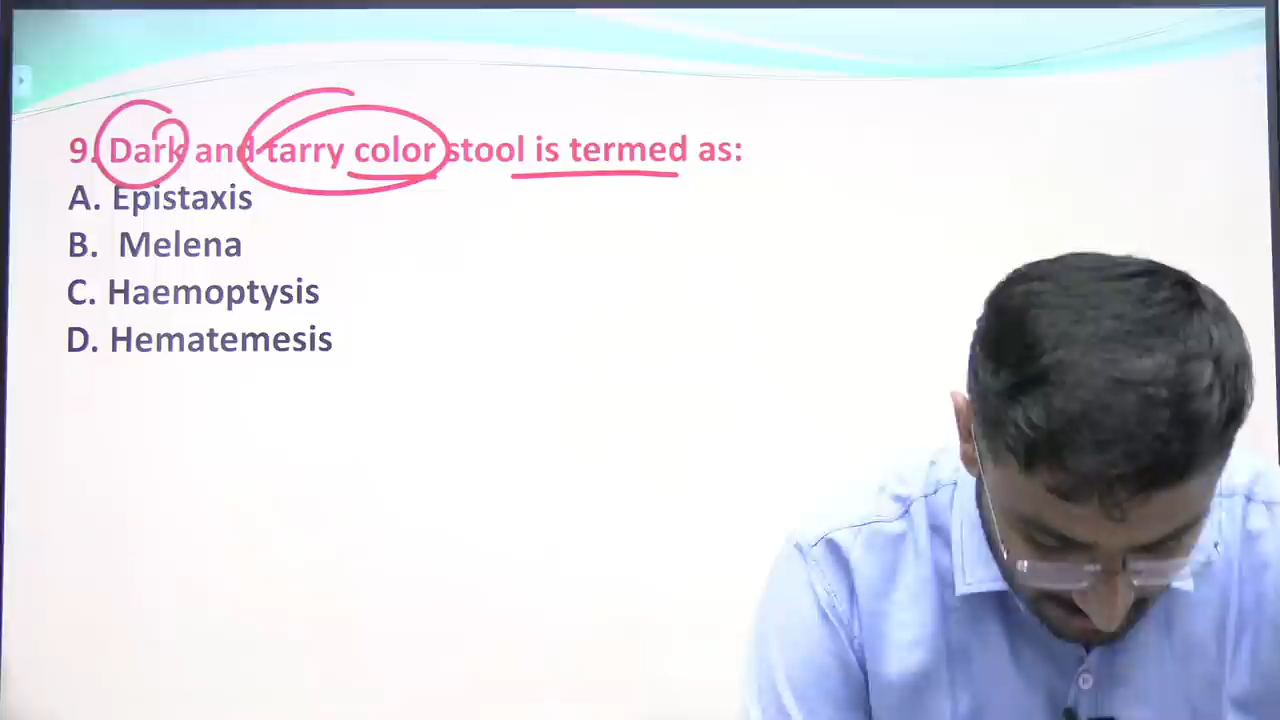 9. Dark and tarry color stool is termed as:
A. Epistaxis
B. Melena
C. Haemoptysis
D. Hematemesis